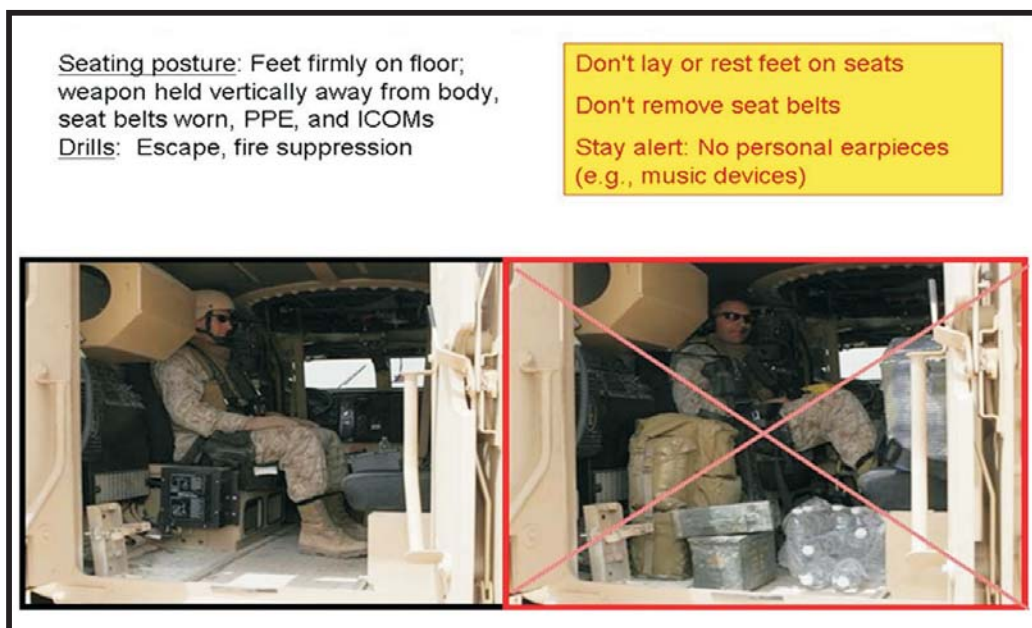 Seating posture: Feet firmly on floor;
weapon held vertically away from body,
seat belts worn, PPE, and ICOMs
Drills:  Escape, fire suppression
Don't lay or rest feet on seats
Don't remove seat belts
Stay alert: No personal earpieces
(e.g., music devices)